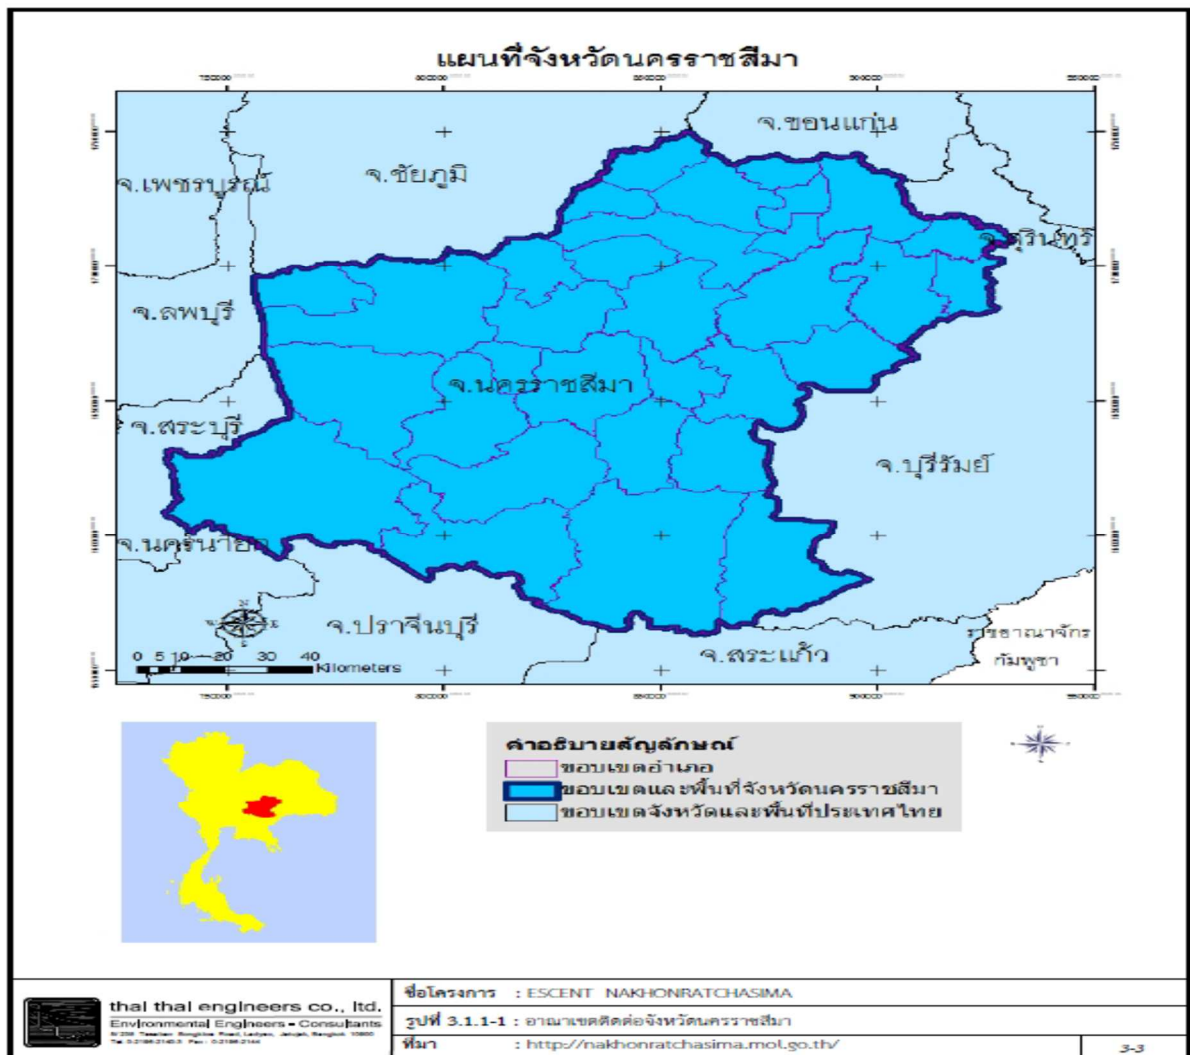 แผนที่จังหวัดนครราชสีมา
จ.ขอนแก่น
จ.ชัยภูมิ
จ.เพชรบูรณ์
จ.สุรินทร์
จ.ลพบุรี
จ.นครราชสีมา
จ.สระบุรี
จ.บุรีรัมย์
จ.นครนายก
จ.ปราจีนบุรี
ราชอาณาจักร
กัมพูชา
จ.สระแก้ว
0 5 10 20 30 40
Kilometers
คำอธิบายสัญลักษณ์
ขอบเขตอำเภอ
ขอบเขตและพื้นที่จังหวัดนครราชสีมา
ขอบเขตจังหวัดและพื้นที่ประเทศไทย
thai thai engineers co., ltd.
Environmental Engineers • Consultants
ชื่อโครงการ : ESCENT NAKHONRATCHASIMA
รูปที่ 3.1.1-1 : อาณาเขตติดต่อจังหวัดนครราชสีมา
ที่มา : http://nakhonratchasima.mol.go.th/
3-3